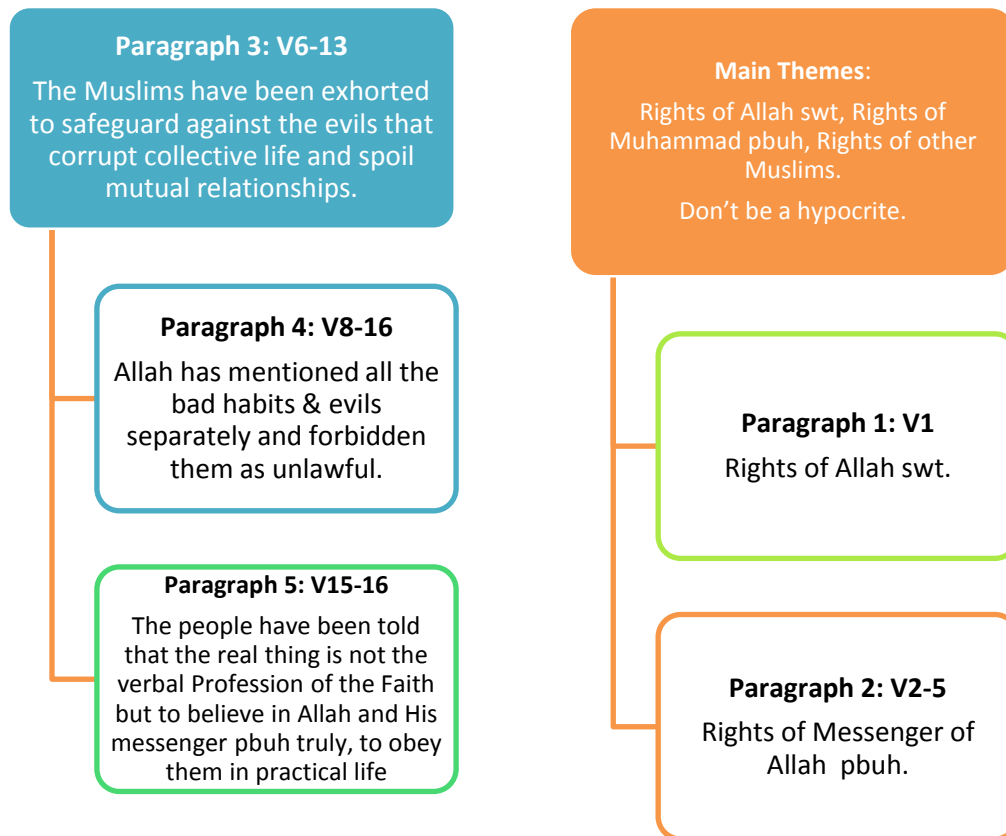 Paragraph 3: V6-13
The Muslims have been exhorted
to safeguard against the evils that
corrupt collective life and spoil
mutual relationships.
Paragraph 4: V8-16
Allah has mentioned all the
bad habits & evils
separately and forbidden
them as unlawful.
Paragraph 5: V15-16
The people have been told
that the real thing is not the
verbal Profession of the Faith
but to believe in Allah and His
messenger pbuh truly, to obey
them in practical life
Main Themes:
Rights of Allah swt, Rights of
Muhammad pbuh, Rights of other
Muslims.
Don’t be a hypocrite.
Paragraph 1: V1
Rights of Allah swt.
Paragraph 2: V2-5
Rights of Messenger of
Allah  pbuh.